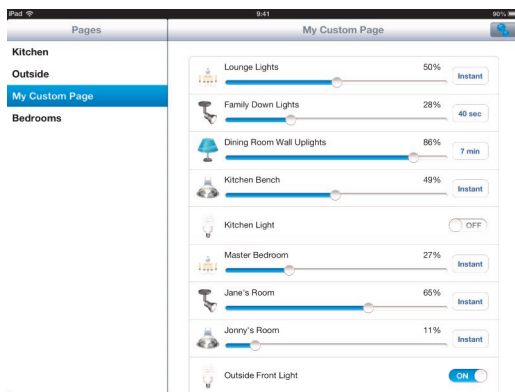 iPad 9:41 90%
Pages My Custom Page
Kitchen
Outside
My Custom Page
Bedrooms
Lounge Lights 50% Instant
Family Down Lights 28% 40 sec
Dining Room Wall Uplights 86% 7 min
Kitchen Bench 49% Instant
Kitchen Light OFF
Master Bedroom 27% Instant
Jane's Room 65% Instant
Jonny's Room 11% Instant
Outside Front Light ON